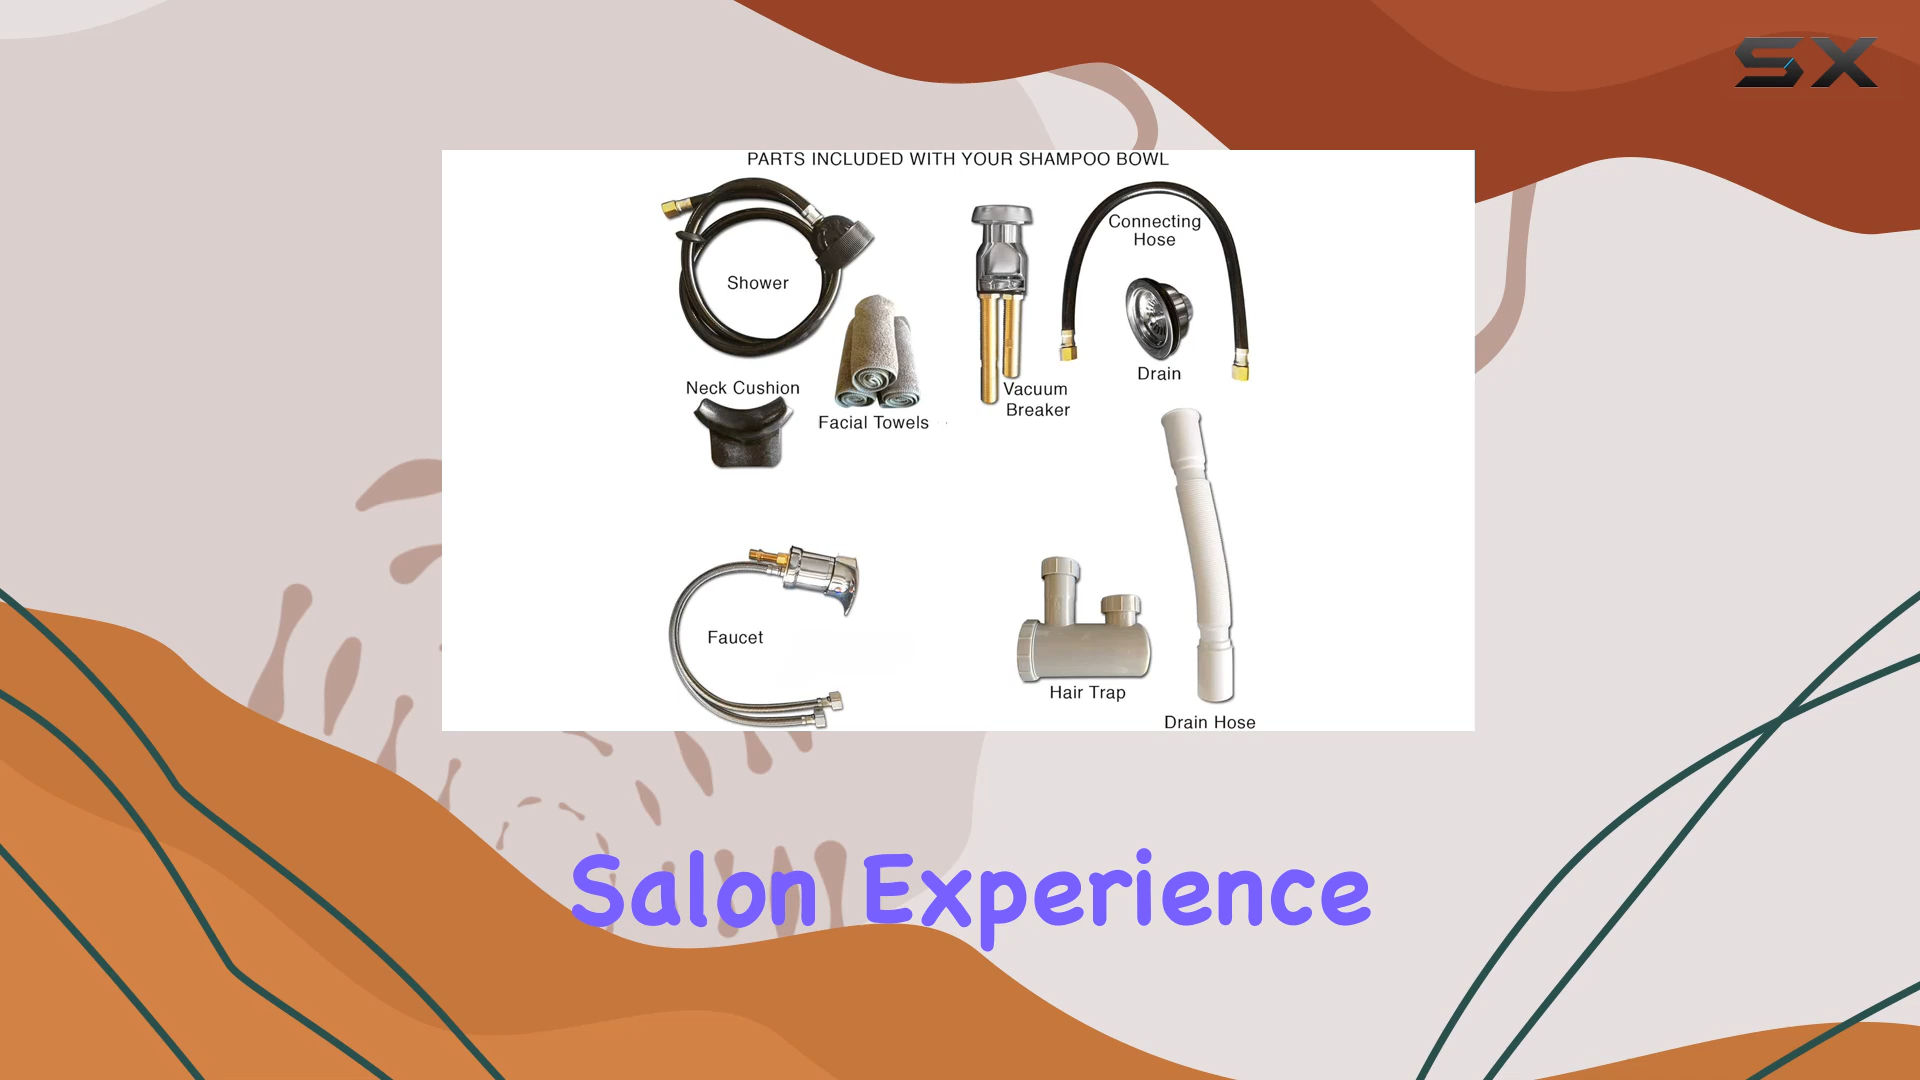 SX
PARTS INCLUDED WITH YOUR SHAMPOO BOWL
Connecting
Hose
Shower
Drain
Neck Cushion
Vacuum
Breaker
Facial Towels
Faucet
Hair Trap
Drain Hose
Salon Experience